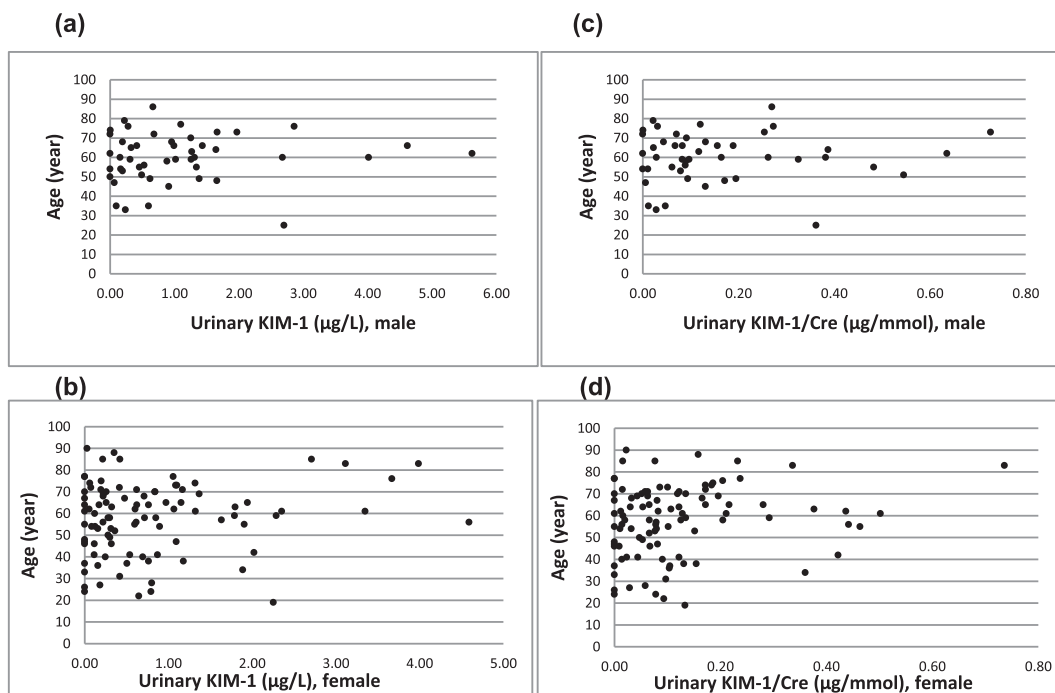 (a)
100
90
80
70
60
50
40
30
20
10
0
Age (year)
0.00 1.00 2.00 3.00 4.00 5.00 6.00
Urinary KIM-1 (µg/L), male
(c)
100
90
80
70
60
50
40
30
20
10
0
Age (year)
0.00 0.20 0.40 0.60 0.80
Urinary KIM-1/Cre (µg/mmol), male
(b)
100
90
80
70
60
50
40
30
20
10
0
Age (year)
0.00 1.00 2.00 3.00 4.00 5.00
Urinary KIM-1 (µg/L), female
(d)
100
90
80
70
60
50
40
30
20
10
0
Age (year)
0.00 0.20 0.40 0.60 0.80
Urinary KIM-1/Cre (µg/mmol), female